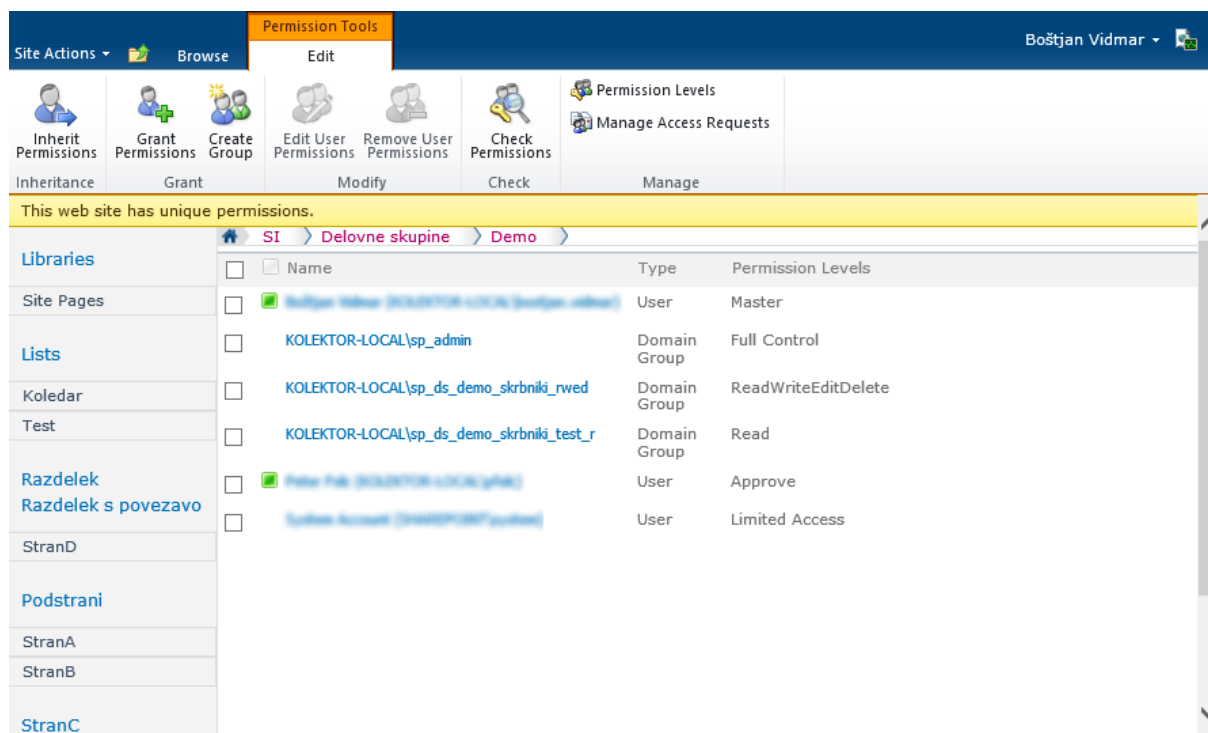 Permission Tools
Site Actions Browse Edit Boštjan Vidmar
Inherit Permissions
Grant Permissions
Create Group
Edit User Permissions
Remove User Permissions
Check Permissions
Permission Levels
Manage Access Requests
Inheritance Grant Modify Check Manage
This web site has unique permissions.
SI Delovne skupine Demo
Libraries
Site Pages
Lists
Koledar
Test
Razdelek
Razdelek s povezavo
StranD
Podstrani
StranA
StranB
StranC
Name Type Permission Levels
User Master
KOLEKTOR-LOCAL\sp_admin Domain Group Full Control
KOLEKTOR-LOCAL\sp_ds_demo_skrbniki_rwed Domain Group ReadWriteEditDelete
KOLEKTOR-LOCAL\sp_ds_demo_skrbniki_test_r Domain Group Read
User Approve
User Limited Access